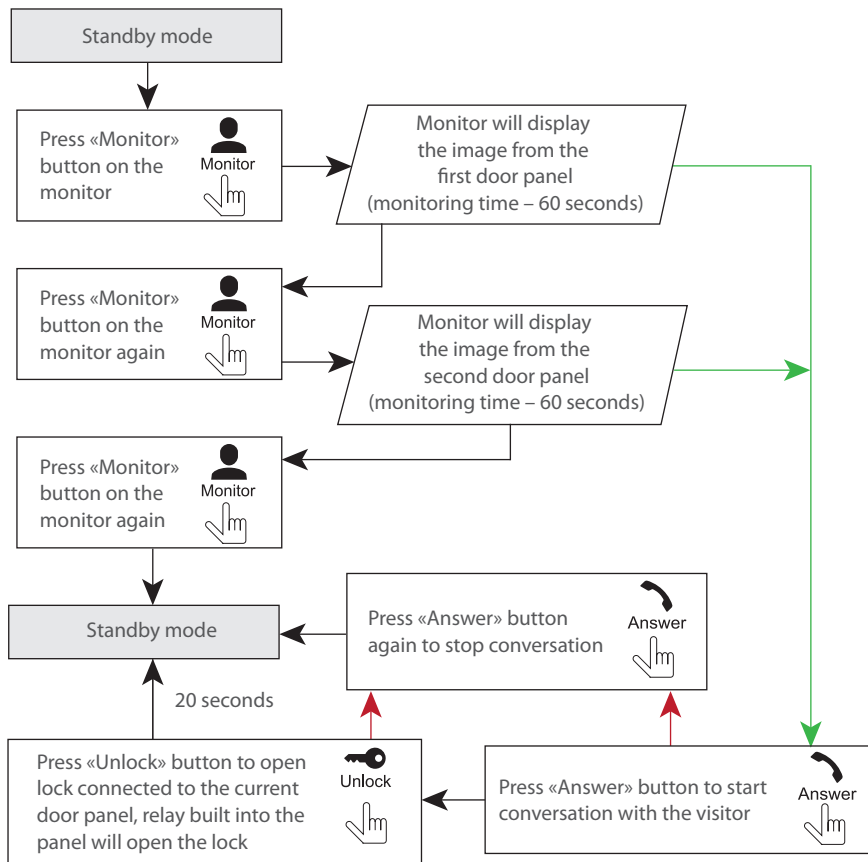 Standby mode
Press «Monitor»
button on the
monitor
Monitor
Monitor will display
the image from the
first door panel
(monitoring time – 60 seconds)
Press «Monitor»
button on the
monitor again
Monitor
Monitor will display
the image from the
second door panel
(monitoring time – 60 seconds)
Press «Monitor»
button on the
monitor again
Monitor
Standby mode
Press «Answer» button
again to stop conversation
Answer
20 seconds
Press «Unlock» button to open
lock connected to the current
door panel, relay built into the
panel will open the lock
Unlock
Press «Answer» button to start
conversation with the visitor
Answer